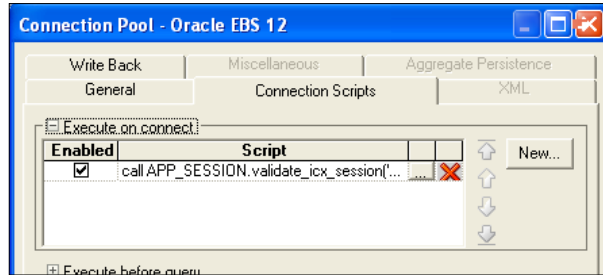 Connection Pool - Oracle EBS 12
Write Back Miscellaneous Aggregate Persistence
General Connection Scripts XML
Execute on connect
Enabled Script
call APP_SESSION.validate_icx_session('... ... New...
Execute before query